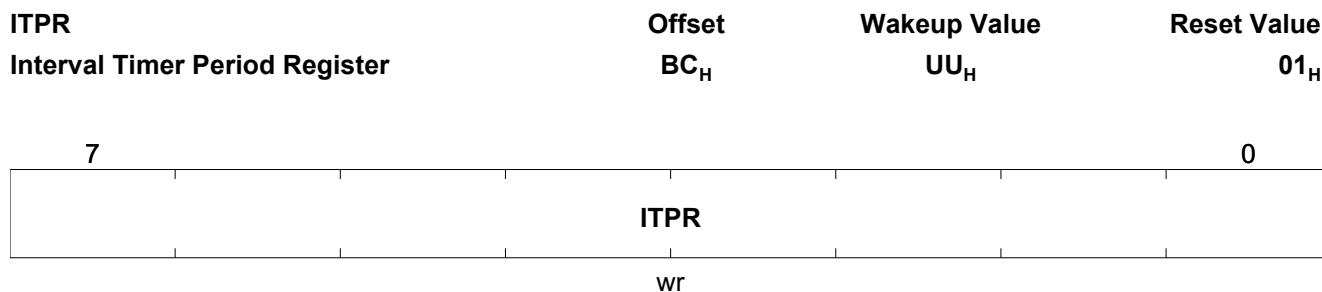 ITPR Offset Wakeup Value Reset Value
Interval Timer Period Register BCH UUH 01H
7 0
ITPR
wr